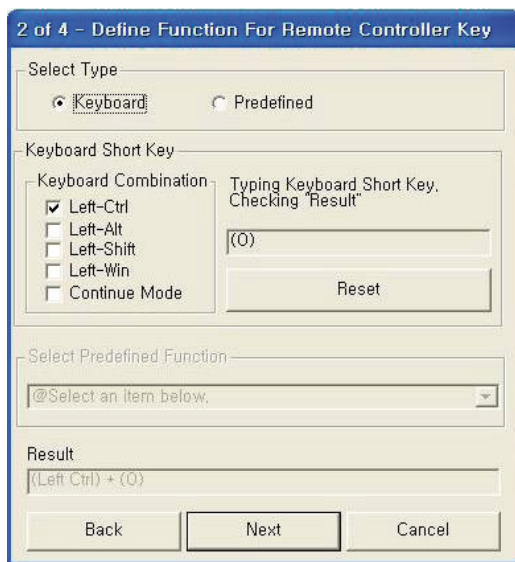 2 of 4 - Define Function For Remote Controller Key
Select Type
Keyboard Predefined
Keyboard Short Key
Keyboard Combination
Left-Ctrl
Left-Alt
Left-Shift
Left-Win
Continue Mode
Typing Keyboard Short Key,
Checking "Result"
(O)
Reset
Select Predefined Function
@Select an item below,
Result
(Left Ctrl) + (O)
Back Next Cancel